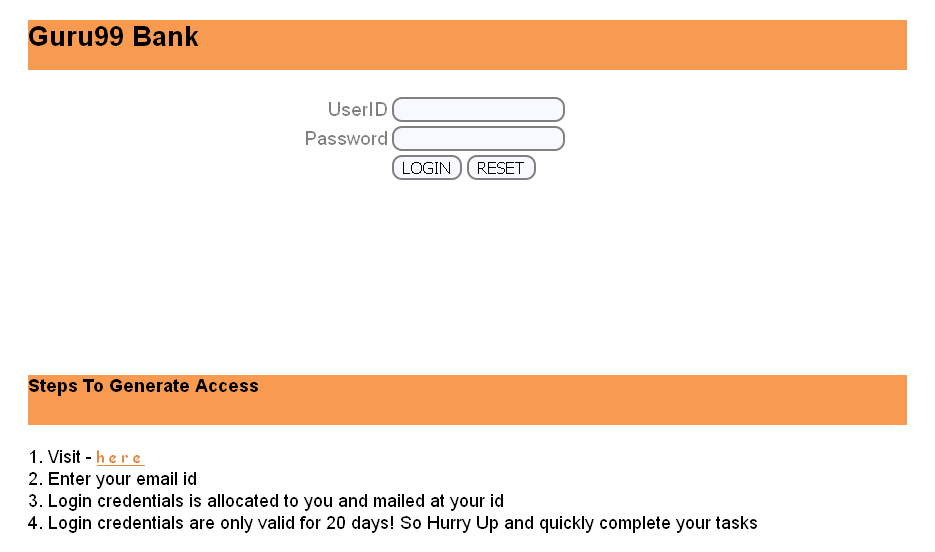 Guru99 Bank
UserID
Password
LOGIN RESET
Steps To Generate Access
1. Visit - here
2. Enter your email id
3. Login credentials is allocated to you and mailed at your id
4. Login credentials are only valid for 20 days! So Hurry Up and quickly complete your tasks